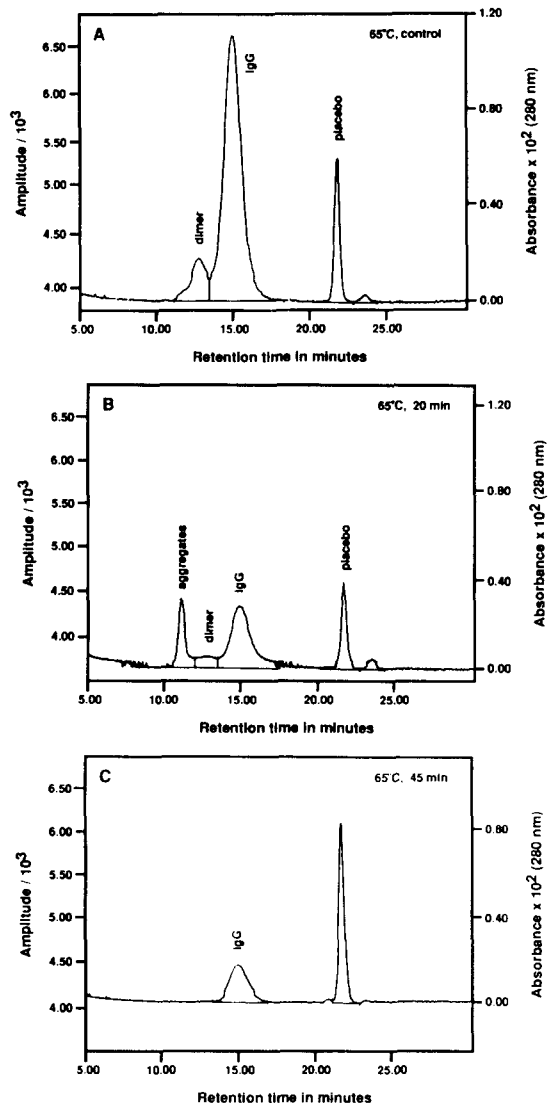 A
65°C, control
IgG
dimer
placebo
6.50
6.00
5.50
5.00
4.50
4.00
Amplitude / 10³
1.20
0.80
0.40
0.00
Absorbance x 10² (280 nm)
5.00 10.00 15.00 20.00 25.00
Retention time in minutes
B
65°C, 20 min
aggregates
dimer
IgG
placebo
6.50
6.00
5.50
5.00
4.50
4.00
Amplitude / 10³
1.20
0.80
0.40
0.00
Absorbance x 10² (280 nm)
5.00 10.00 15.00 20.00 25.00
Retention time in minutes
C
65°C, 45 min
IgG
6.50
6.00
5.50
5.00
4.50
4.00
Amplitude / 10³
0.80
0.40
0.00
Absorbance x 10² (280 nm)
5.00 10.00 15.00 20.00 25.00
Retention time in minutes